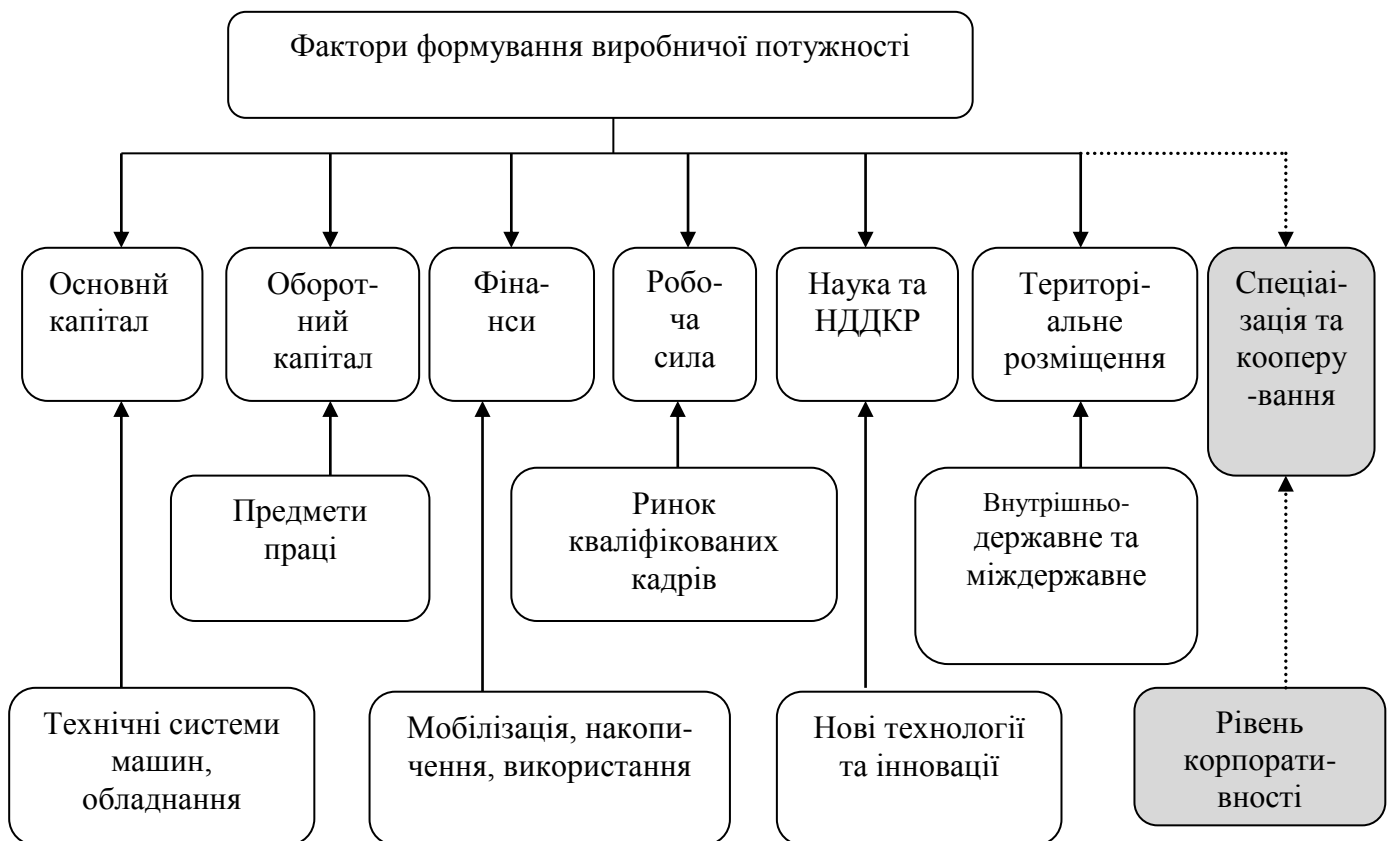 Фактори формування виробничої потужності
Основнй
капітал
Оборот-
ний
капітал
Фіна-
нси
Робо-
ча
сила
Наука та
НДДКР
Територі-
альне
розміщення
Спеціаі-
зація та
кооперу
-вання
Предмети
праці
Ринок
кваліфікованих
кадрів
Внутрішньо-
державне та
міждержавне
Технічні системи
машин,
обладнання
Мобілізація, накопи-
чення, використання
Нові технології
та інновації
Рівень
корпорати-
вності